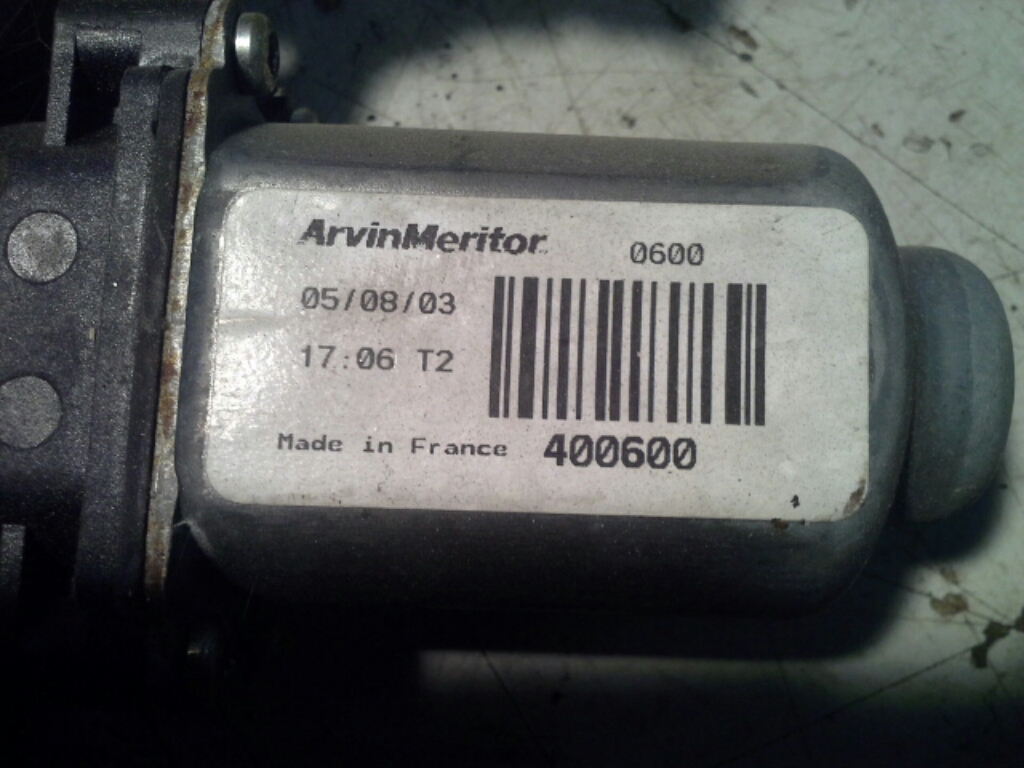 ArvinMeritor 0600
05/08/03
17:06 T2
Made in France 400600